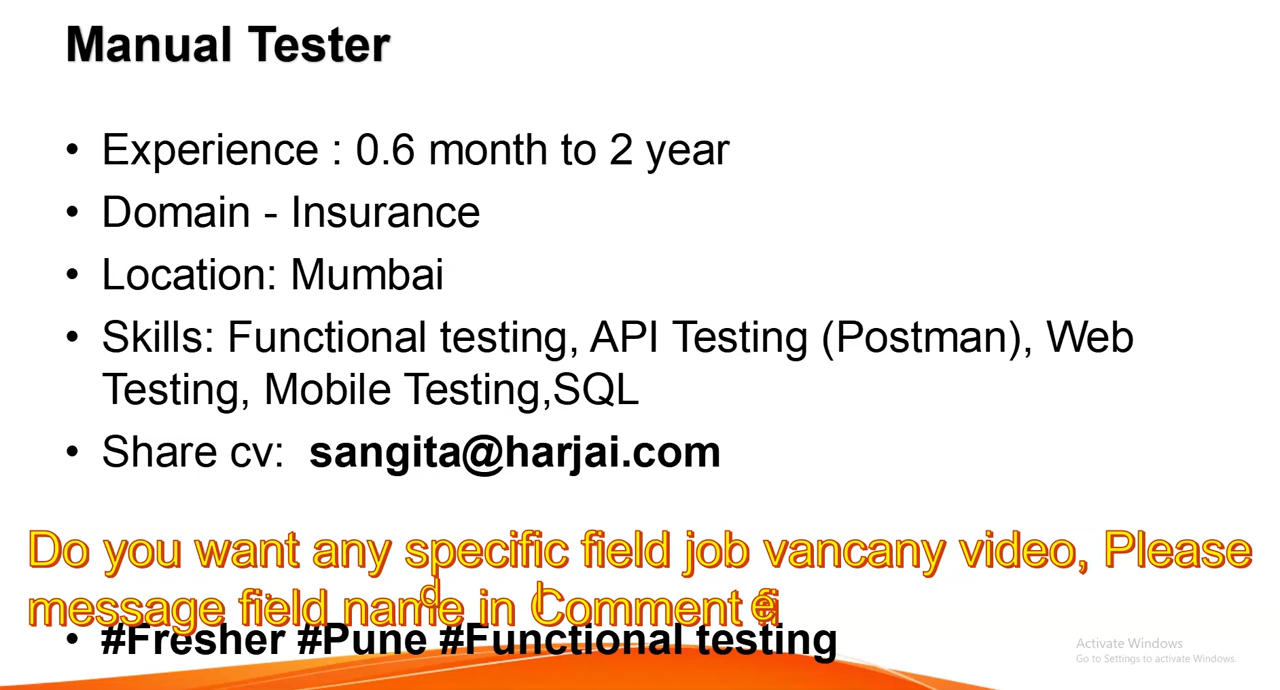 Manual Tester
• Experience : 0.6 month to 2 year
• Domain - Insurance
• Location: Mumbai
• Skills: Functional testing, API Testing (Postman), Web
Testing, Mobile Testing,SQL
• Share cv: sangita@harjai.com
Do you want any specific field job vancany video, Please
message field name in Comment
• #Fresher #Pune #Functional testing
Activate Windows
Go to Settings to activate Windows.